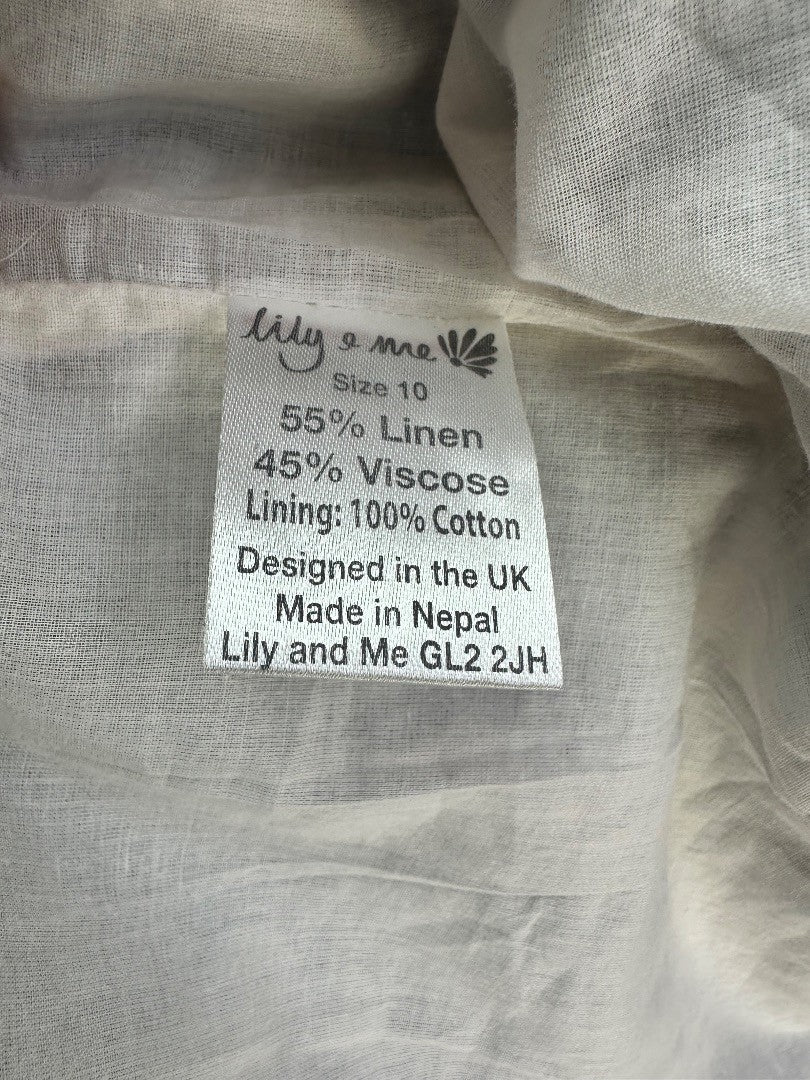 lily & me
Size 10
55% Linen
45% Viscose
Lining: 100% Cotton
Designed in the UK
Made in Nepal
Lily and Me GL2 2JH